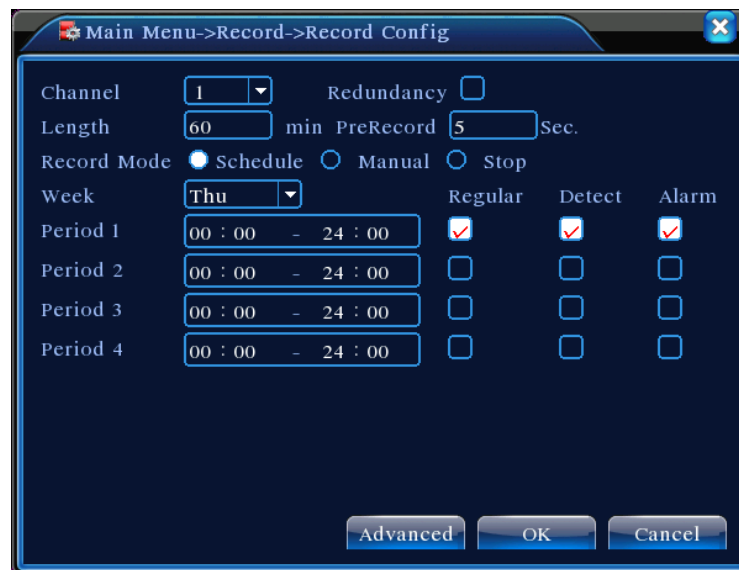 Main Menu->Record->Record Config
Channel 1 Redundancy
Length 60 min PreRecord 5 Sec.
Record Mode Schedule Manual Stop
Week Thu Regular Detect Alarm
Period 1 00 : 00 - 24 : 00
Period 2 00 : 00 - 24 : 00
Period 3 00 : 00 - 24 : 00
Period 4 00 : 00 - 24 : 00
Advanced OK Cancel